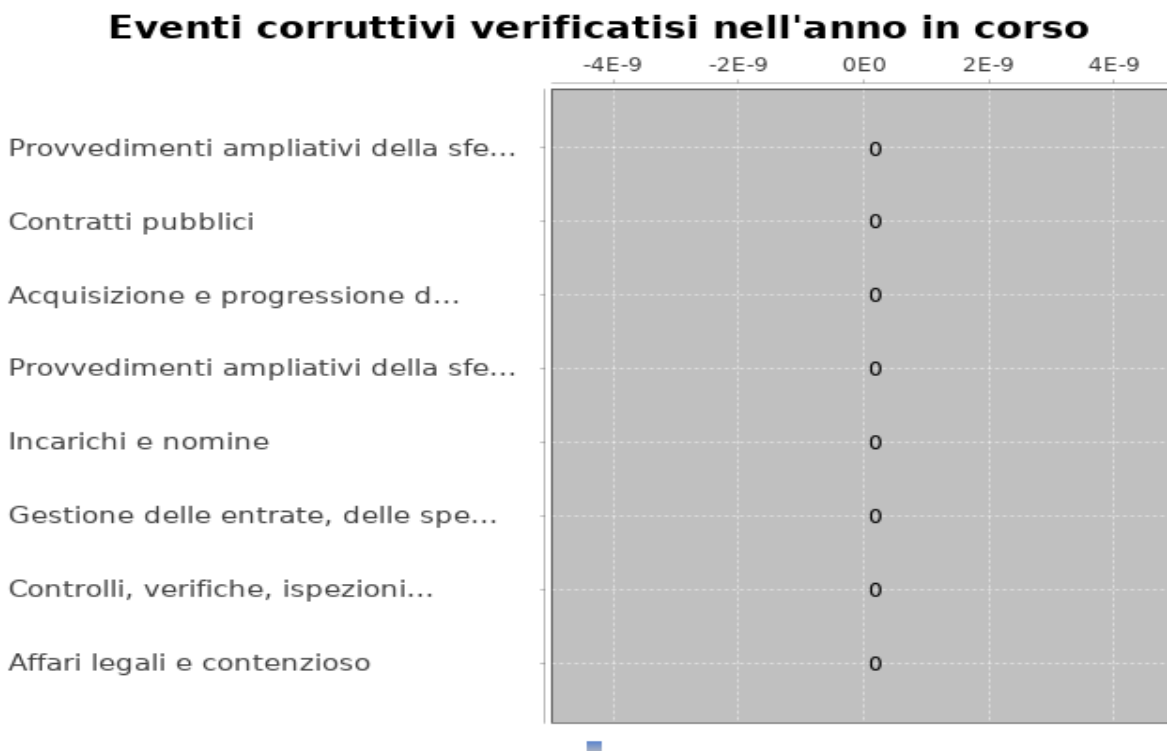 Eventi corruttivi verificatisi nell'anno in corso
-4E-9 -2E-9 0E0 2E-9 4E-9
Provvedimenti ampliativi della sfe... 0
Contratti pubblici 0
Acquisizione e progressione d... 0
Provvedimenti ampliativi della sfe... 0
Incarichi e nomine 0
Gestione delle entrate, delle spe... 0
Controlli, verifiche, ispezioni... 0
Affari legali e contenzioso 0